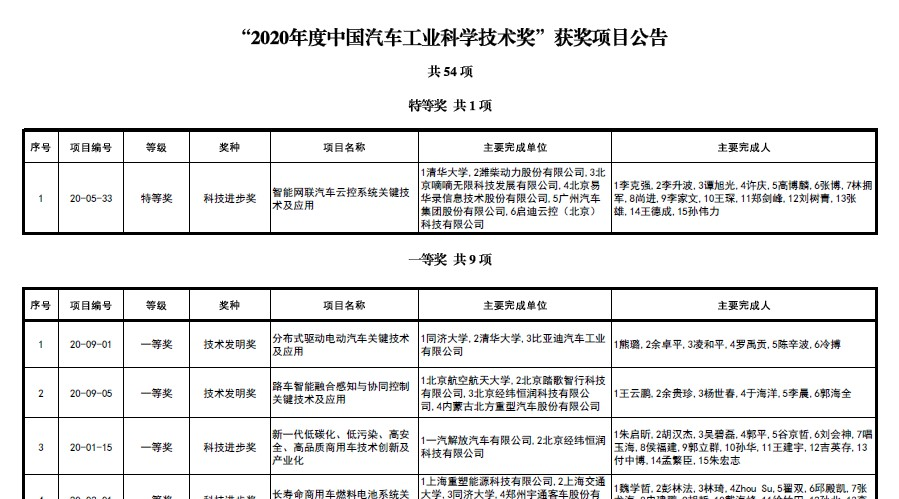 “2020年度中国汽车工业科学技术奖”获奖项目公告
共 54 项
特等奖 共 1 项
序号 项目编号 等级 奖种 项目名称 主要完成单位 主要完成人
1 20-05-33 特等奖 科技进步奖
智能网联汽车云控系统关键技
术及应用
1清华大学,2潍柴动力股份有限公司,3北
京嘀嘀无限科技发展有限公司,4北京易
华录信息技术股份有限公司,5广州汽车
集团股份有限公司,6启迪云控（北京）
科技有限公司
1李克强,2李升波,3谭旭光,4许庆,5高博麟,6张博,7林拥
军,8尚进,9李家文,10王琛,11郑剑峰,12刘树青,13张
雄,14王德成,15孙伟力
一等奖 共 9 项
序号 项目编号 等级 奖种 项目名称 主要完成单位 主要完成人
1 20-09-01 一等奖 技术发明奖
分布式驱动电动汽车关键技术
及应用
1同济大学,2清华大学,3比亚迪汽车工业
有限公司
1熊璐,2余卓平,3凌和平,4罗禹贡,5陈辛波,6冷搏
2 20-09-05 一等奖 技术发明奖
路车智能融合感知与协同控制
关键技术及应用
1北京航空航天大学,2北京踏歌智行科技
有限公司,3北京经纬恒润科技有限公
司,4内蒙古北方重型汽车股份有限公司
1王云鹏,2余贵珍,3杨世春,4于海洋,5李晨,6郭海全
3 20-01-15 一等奖 科技进步奖
新一代低碳化、低污染、高安
全、高品质商用车技术创新及
产业化
1一汽解放汽车有限公司,2北京经纬恒润
科技有限公司
1朱启昕,2胡汉杰,3吴碧磊,4郭平,5谷京哲,6刘会神,7唱
玉海,8侯福建,9郭立群,10孙华,11王建宇,12吉英存,13
付中博,14孟繁臣,15朱宏志
长寿命商用车燃料电池系统关
1上海重塑能源科技有限公司,2上海交通
大学,3同济大学,4郑州宇通客车股份有
1魏学哲,2彭林法,3林琦,4Zhou Su,5翟双,6邱殿凯,7张